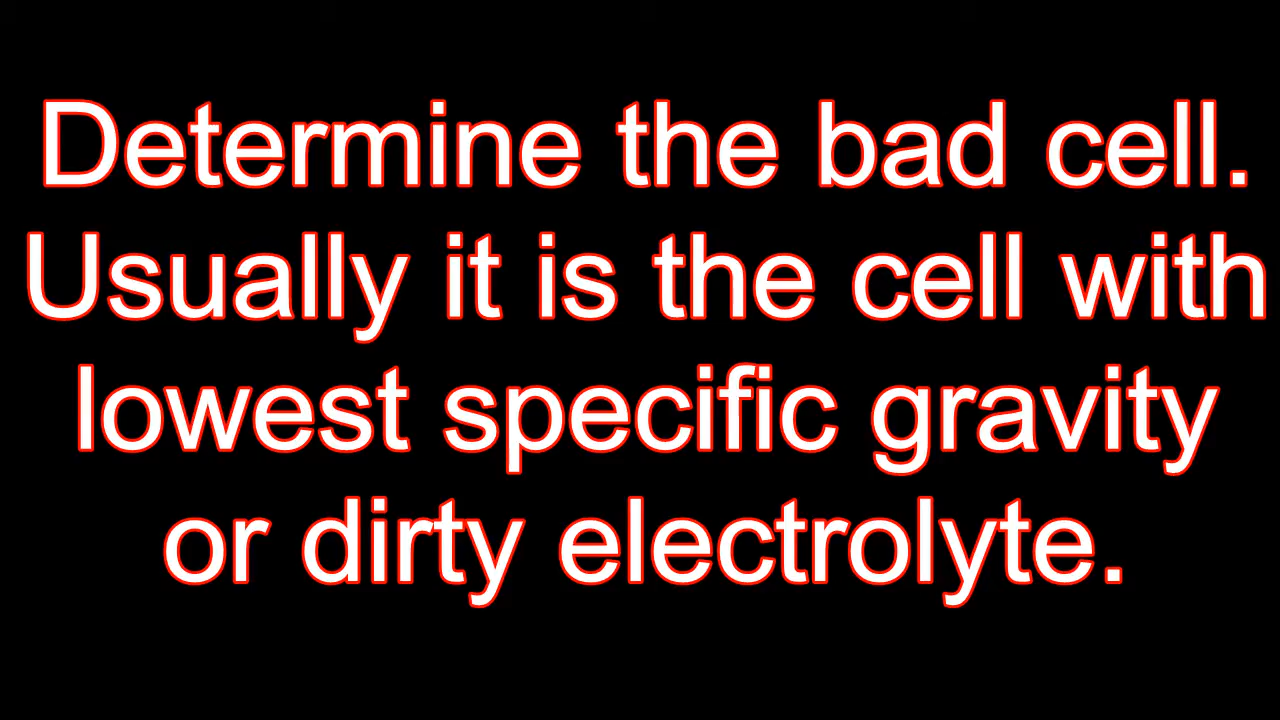 Determine the bad cell.
Usually it is the cell with
lowest specific gravity
or dirty electrolyte.